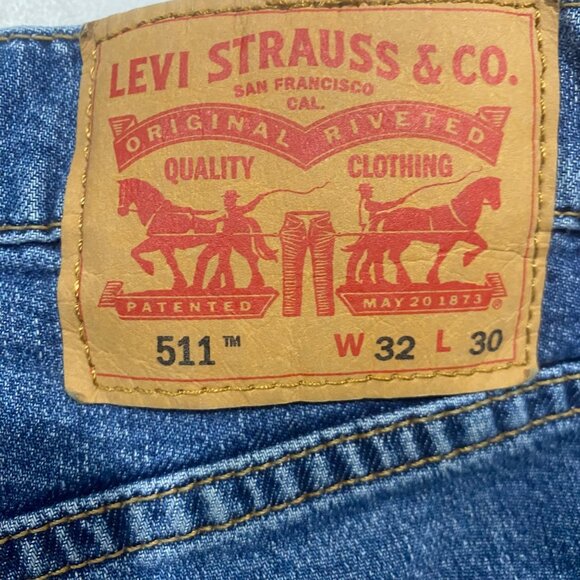 LEVI STRAUSS & CO.
SAN FRANCISCO
CAL.
ORIGINAL RIVETED
QUALITY CLOTHING
PATENTED MAY 20 1873 ®
511™ W 32 L 30